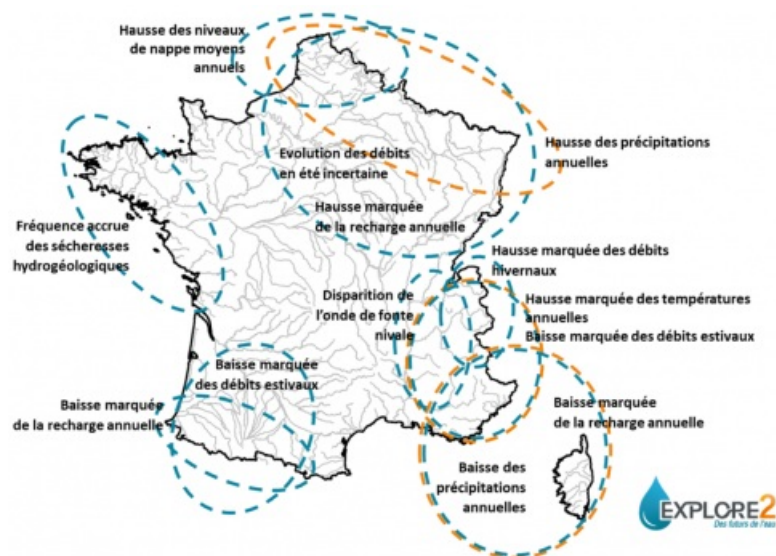 Hausse des niveaux
de nappe moyens
annuels
Hausse des précipitations
annuelles
Evolution des débits
en été incertaine
Hausse marquée
de la recharge annuelle
Fréquence accrue
des sécheresses
hydrogéologiques
Hausse marquée des débits
hivernaux
Disparition de
l'onde de fonte
nivale
Hausse marquée des températures
annuelles
Baisse marquée des débits estivaux
Baisse marquée
des débits estivaux
Baisse marquée
de la recharge annuelle
Baisse marquée
de la recharge annuelle
Baisse des
précipitations
annuelles
EXPLORE2
Des futurs de l'eau